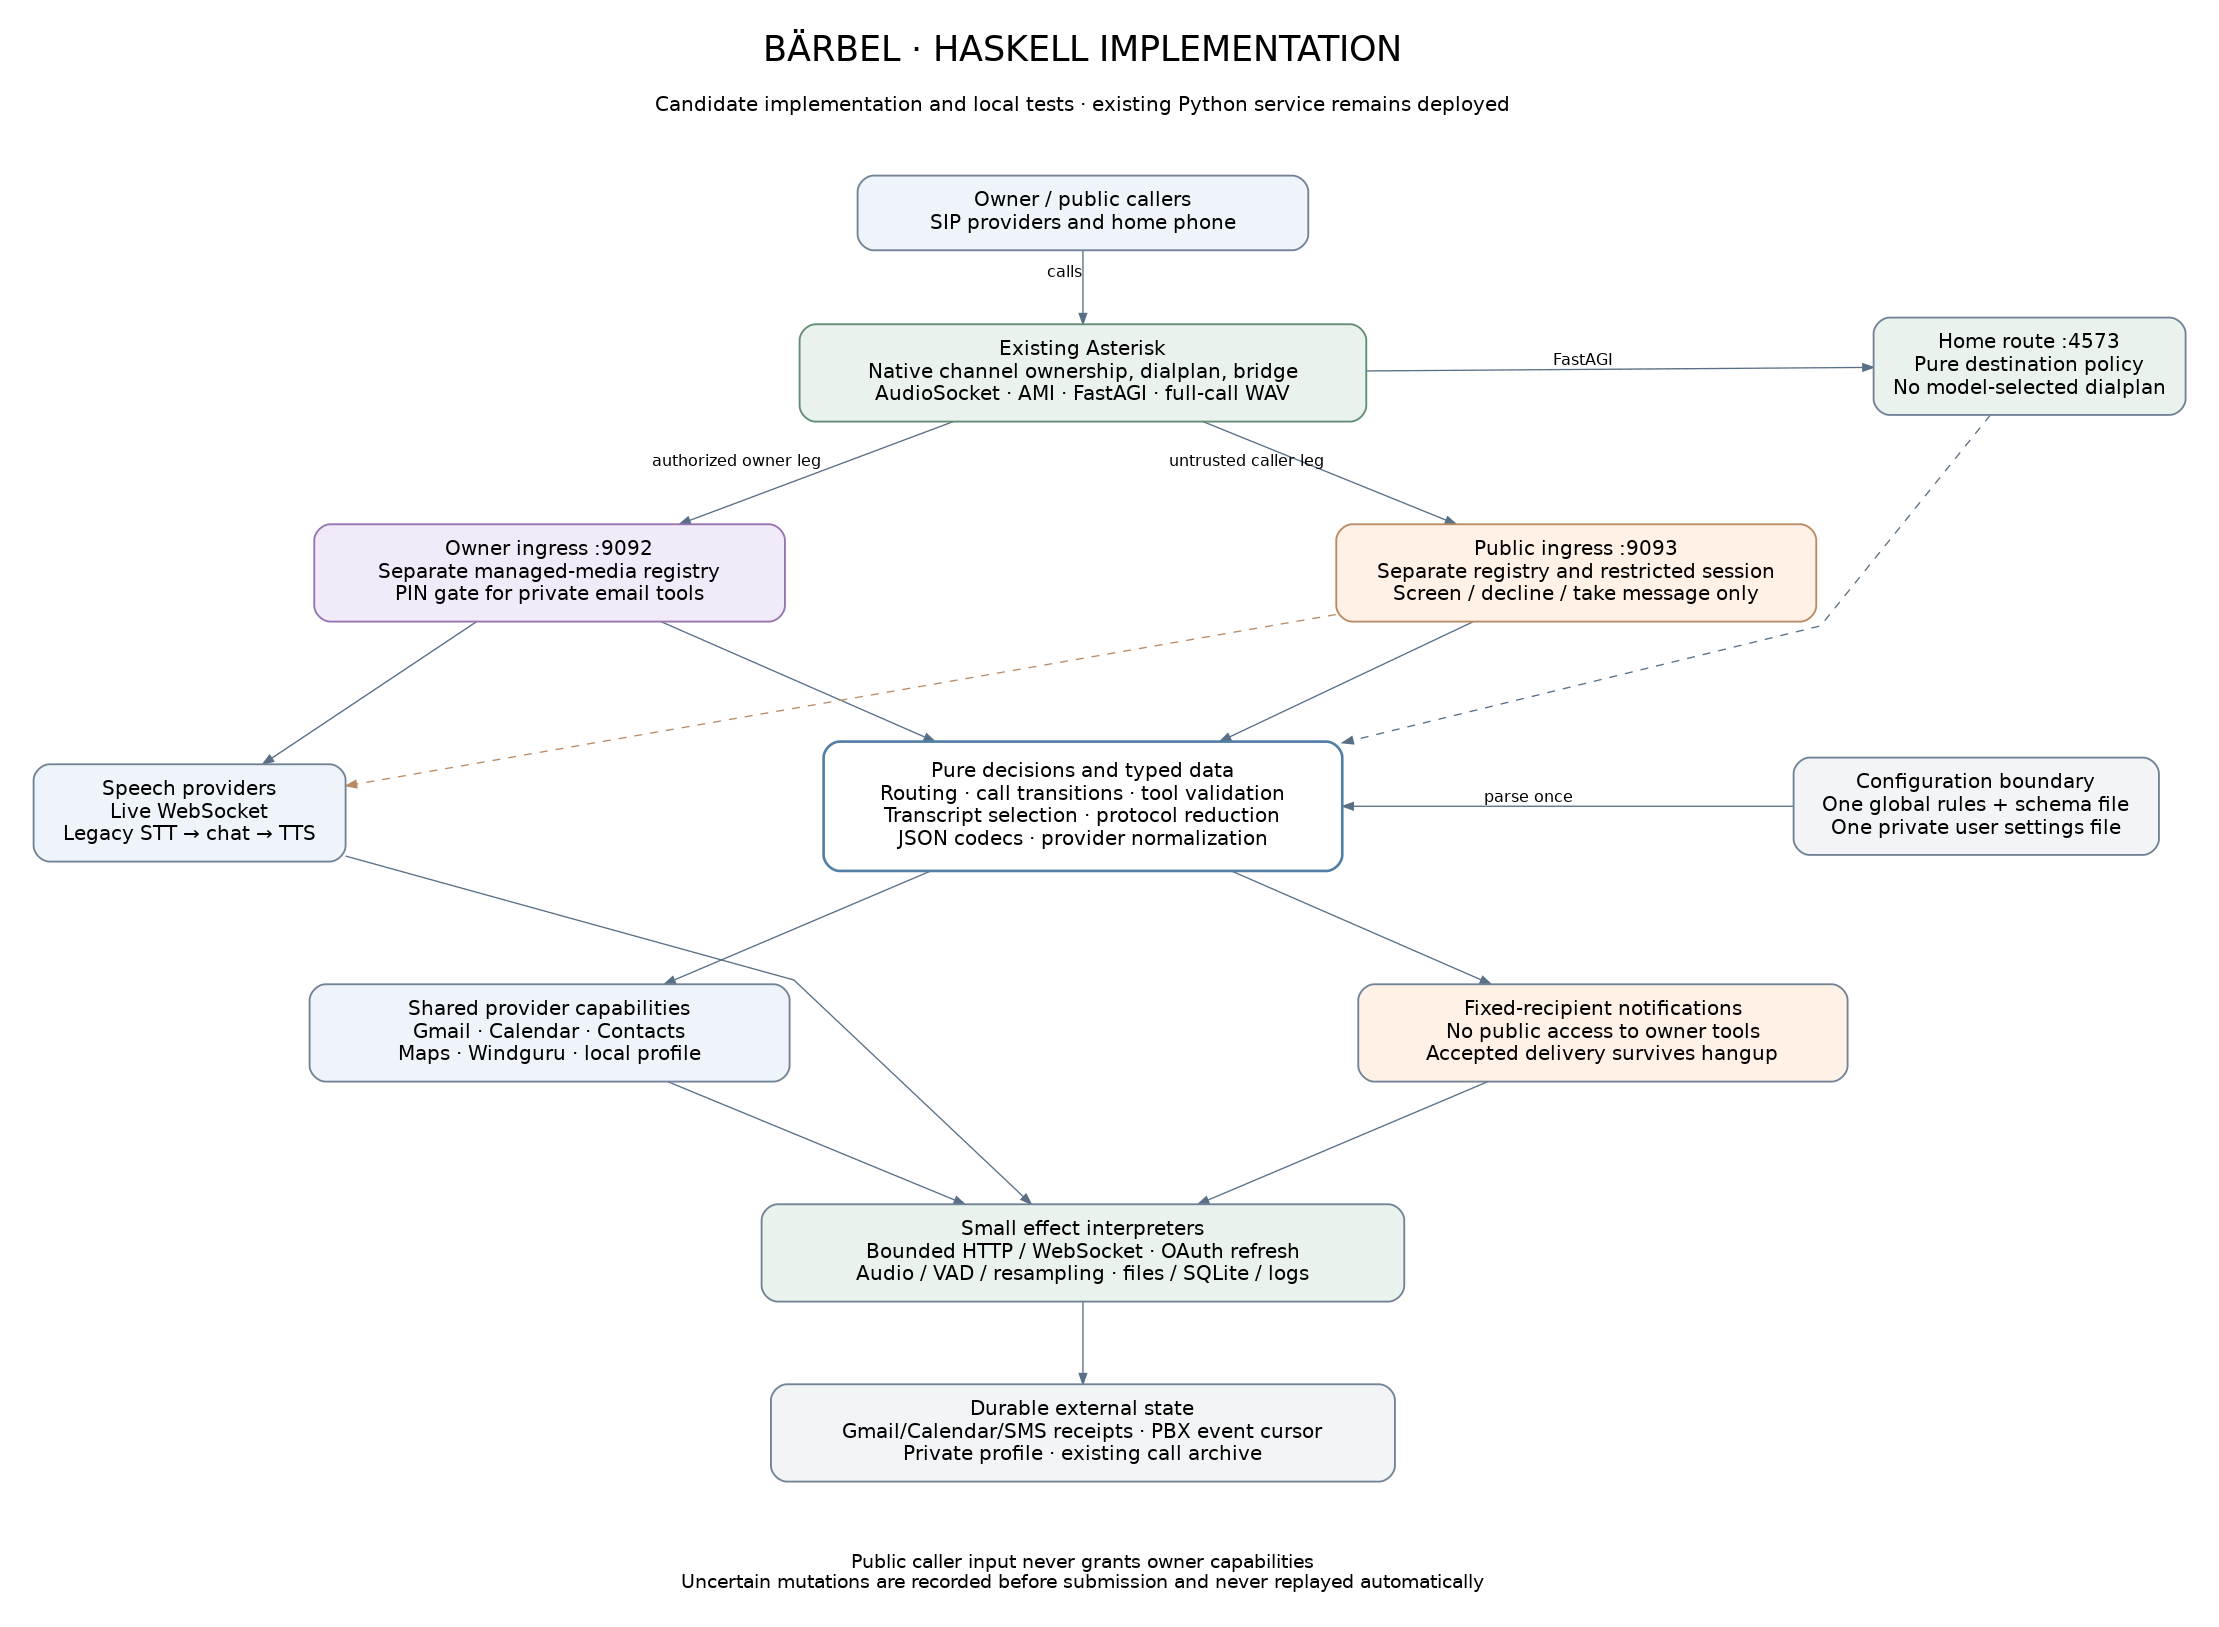 BÄRBEL · HASKELL IMPLEMENTATION
Candidate implementation and local tests · existing Python service remains deployed
Owner / public callers
SIP providers and home phone
calls
Existing Asterisk
Native channel ownership, dialplan, bridge
AudioSocket · AMI · FastAGI · full-call WAV
FastAGI
Home route :4573
Pure destination policy
No model-selected dialplan
authorized owner leg
untrusted caller leg
Owner ingress :9092
Separate managed-media registry
PIN gate for private email tools
Public ingress :9093
Separate registry and restricted session
Screen / decline / take message only
Speech providers
Live WebSocket
Legacy STT → chat → TTS
Pure decisions and typed data
Routing · call transitions · tool validation
Transcript selection · protocol reduction
JSON codecs · provider normalization
parse once
Configuration boundary
One global rules + schema file
One private user settings file
Shared provider capabilities
Gmail · Calendar · Contacts
Maps · Windguru · local profile
Fixed-recipient notifications
No public access to owner tools
Accepted delivery survives hangup
Small effect interpreters
Bounded HTTP / WebSocket · OAuth refresh
Audio / VAD / resampling · files / SQLite / logs
Durable external state
Gmail/Calendar/SMS receipts · PBX event cursor
Private profile · existing call archive
Public caller input never grants owner capabilities
Uncertain mutations are recorded before submission and never replayed automatically